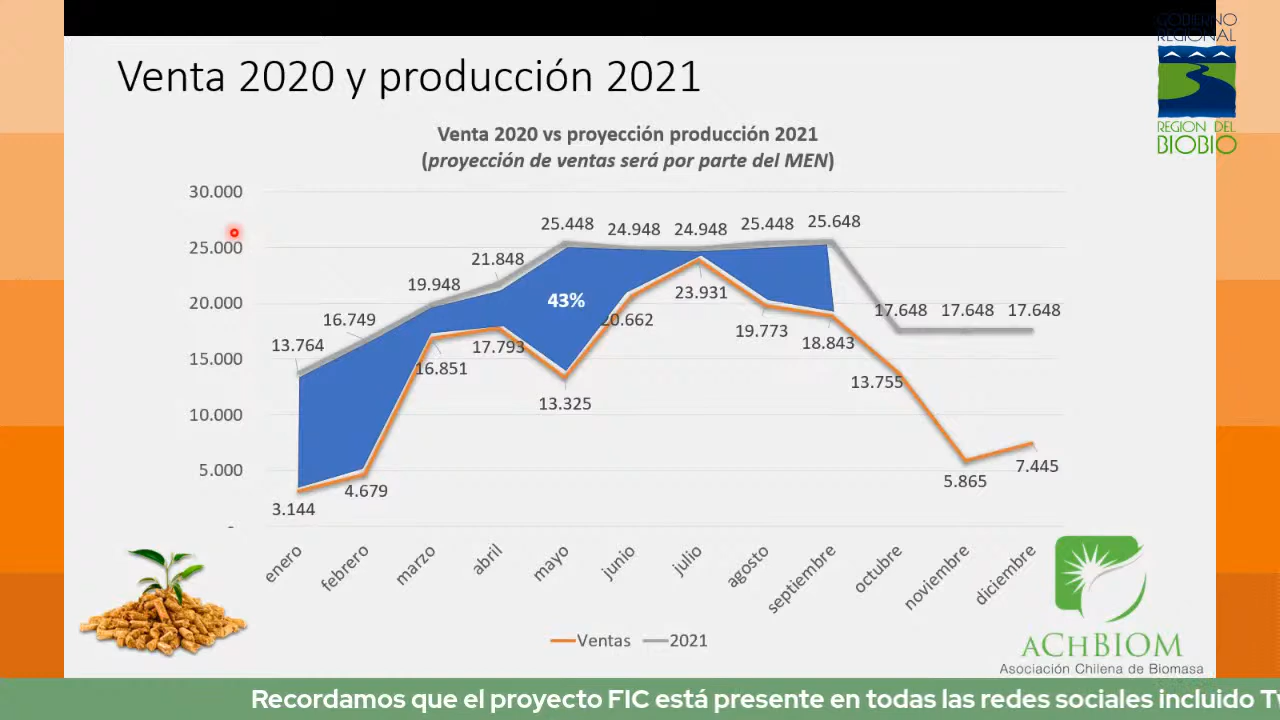 GOBIERNO
REGIONAL
REGIÓN DEL
BIOBIO
Venta 2020 y producción 2021
Venta 2020 vs proyección producción 2021
(proyección de ventas será por parte del MEN)
30.000
25.000
20.000
15.000
10.000
5.000
-
13.764
16.749
19.948
21.848
25.448
24.948
24.948
25.448
25.648
17.648
17.648
17.648
43%
3.144
4.679
16.851
17.793
13.325
20.662
23.931
19.773
18.843
13.755
5.865
7.445
enero
febrero
marzo
abril
mayo
junio
julio
agosto
septiembre
octubre
noviembre
diciembre
Ventas
2021
ACHBIOM
Asociación Chilena de Biomasa
Recordamos que el proyecto FIC está presente en todas las redes sociales incluido